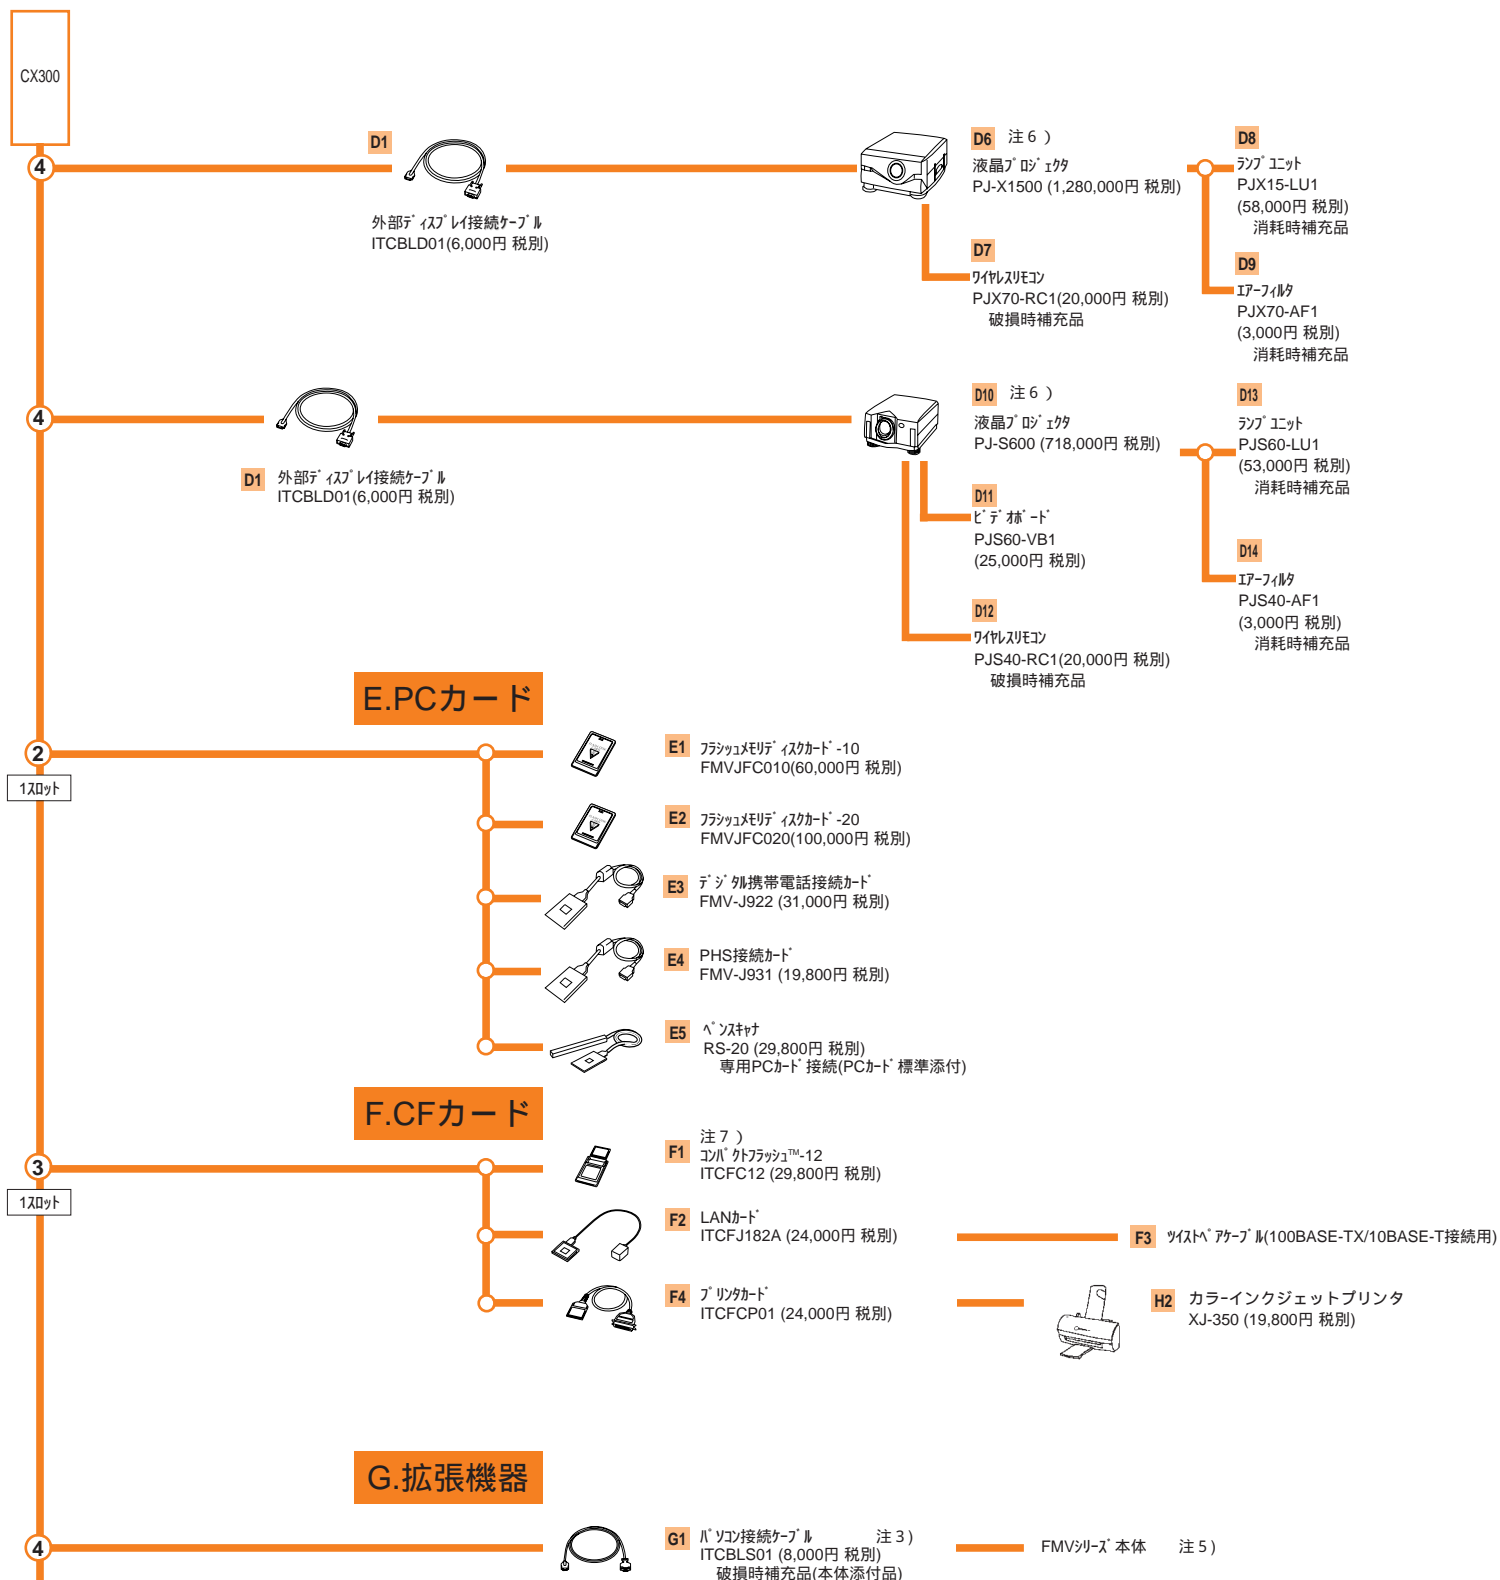 CX300
4
D1
外部ﾃﾞｨｽﾌﾟﾚｲ接続ｹｰﾌﾞﾙ
ITCBLD01(6,000円 税別)
D6 注６）
液晶ﾌﾟﾛｼﾞｪｸﾀ
PJ-X1500 (1,280,000円 税別)
D7
ﾜｲﾔﾚｽﾘﾓｺﾝ
PJX70-RC1(20,000円 税別)
破損時補充品
D8
ﾗﾝﾌﾟﾕﾆｯﾄ
PJX15-LU1
(58,000円 税別)
消耗時補充品
D9
ｴｱｰﾌｨﾙﾀ
PJX70-AF1
(3,000円 税別)
消耗時補充品
4
D1 外部ﾃﾞｨｽﾌﾟﾚｲ接続ｹｰﾌﾞﾙ
ITCBLD01(6,000円 税別)
D10 注６）
液晶ﾌﾟﾛｼﾞｪｸﾀ
PJ-S600 (718,000円 税別)
D11
ﾋﾞﾃﾞｵﾎﾞｰﾄﾞ
PJS60-VB1
(25,000円 税別)
D12
ﾜｲﾔﾚｽﾘﾓｺﾝ
PJS40-RC1(20,000円 税別)
破損時補充品
D13
ﾗﾝﾌﾟﾕﾆｯﾄ
PJS60-LU1
(53,000円 税別)
消耗時補充品
D14
ｴｱｰﾌｨﾙﾀ
PJS40-AF1
(3,000円 税別)
消耗時補充品
E.PCカード
2
1ｽﾛｯﾄ
E1 ﾌﾗｼｯｭﾒﾓﾘﾃﾞｨｽｸｶｰﾄﾞ-10
FMVJFC010(60,000円 税別)
E2 ﾌﾗｯｼｭﾒﾓﾘﾃﾞｨｽｸｶｰﾄﾞ-20
FMVJFC020(100,000円 税別)
E3 ﾃﾞｼﾞﾀﾙ携帯電話接続ｶｰﾄﾞ
FMV-J922 (31,000円 税別)
E4 PHS接続ｶｰﾄﾞ
FMV-J931 (19,800円 税別)
E5 ﾍﾟﾝｽｷｬﾅ
RS-20 (29,800円 税別)
専用PCｶｰﾄﾞ接続(PCｶｰﾄﾞ標準添付)
F.CFカード
3
1ｽﾛｯﾄ
注７）
F1 ｺﾝﾊﾟｸﾄﾌﾗｯｼｭ™-12
ITCFC12 (29,800円 税別)
F2 LANｶｰﾄﾞ
ITCFJ182A (24,000円 税別)
F3 ﾂｲｽﾄﾍﾟｱｹｰﾌﾞﾙ(100BASE-TX/10BASE-T接続用)
F4 ﾌﾟﾘﾝﾀｶｰﾄﾞ
ITCFCP01 (24,000円 税別)
H2 カラーインクジェットプリンタ
XJ-350 (19,800円 税別)
G.拡張機器
4
G1 ﾊﾟｿｺﾝ接続ｹｰﾌﾞﾙ 注３)
ITCBLS01 (8,000円 税別)
破損時補充品(本体添付品)
FMVｼﾘｰｽﾞ本体 注５)